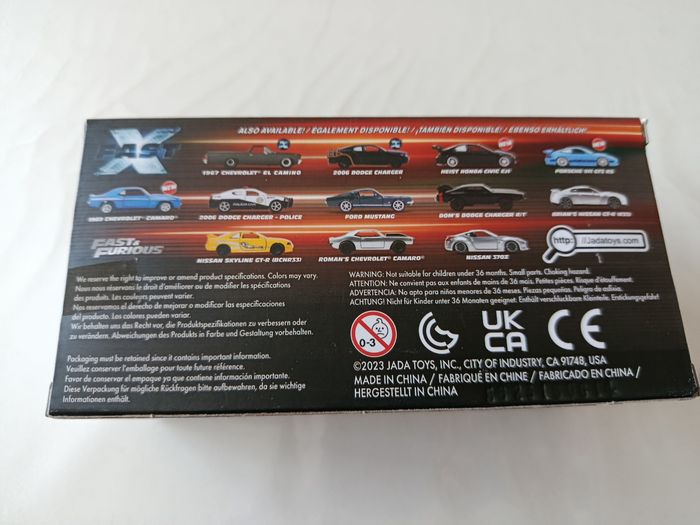 FAST X
ALSO AVAILABLE! / ÉGALEMENT DISPONIBLE! / ¡TAMBIÉN DISPONIBLE! / EBENSO ERHÄLTLICH!
1967 CHEVROLET EL CAMINO
2006 DODGE CHARGER
HEIST HONDA CIVIC EJ1
NEW!
PORSCHE 911 GT3 RS
NEW!
1967 CHEVROLET CAMARO
2006 DODGE CHARGER - POLICE
FORD MUSTANG
DOM'S DODGE CHARGER R/T
BRIAN'S NISSAN GT-R (R35)
FAST & FURIOUS
NISSAN SKYLINE GT-R (BCNR33)
ROMAN'S CHEVROLET CAMARO
NISSAN 370Z
http://Jadatoys.com
We reserve the right to improve or amend product specifications. Colors may vary.
Nous nous réservons le droit d'améliorer ou de modifier les spécifications
des produits. Les couleurs peuvent varier.
Nos reservamos el derecho de mejorar o modificar las especificaciones
del producto. Los colores pueden variar.
Wir behalten uns das Recht vor, die Produktspezifikationen zu verbessern oder
zu verändern. Abweichungen des Produkts in Farbe und Gestaltung vorbehalten.
Packaging must be retained since it contains important information.
Veuillez conserver l'emballage pour toute future référence.
Favor de conservar el empaque ya que contiene información importante.
Diese Verpackung für mögliche Rückfragen bitte aufbewahren, da sie wichtige
Informationen enthält.
WARNING: Not suitable for children under 36 months. Small parts. Choking hazard.
ATTENTION: Ne convient pas aux enfants de moins de 36 mois. Petites pièces. Risque d'étouffement.
ADVERTENCIA: No apto para niños menores de 36 meses. Piezas pequeñas. Peligro de asfixia.
ACHTUNG! Nicht für Kinder unter 36 Monaten geeignet: Enthält verschluckbare Kleinteile. Erstickungsgefahr!
0-3
UK
CA
CE
©2023 JADA TOYS, INC., CITY OF INDUSTRY, CA 91748, USA
MADE IN CHINA / FABRIQUÉ EN CHINE / FABRICADO EN CHINA /
HERGESTELLT IN CHINA